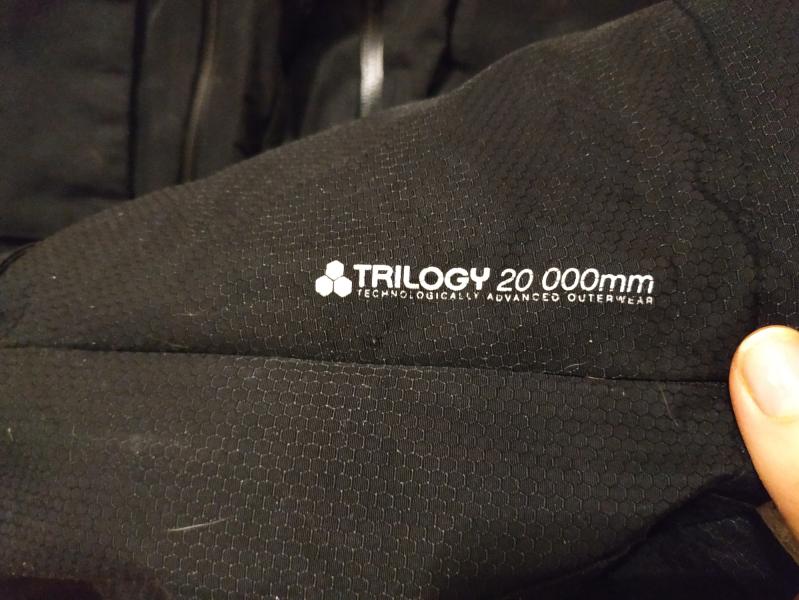 TRILOGY 20 000mm
TECHNOLOGICALLY ADVANCED OUTERWEAR